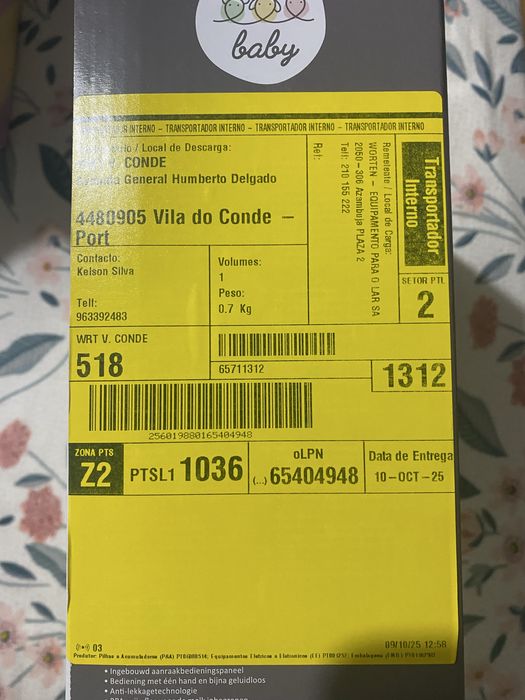 baby
INTERNO – TRANSPORTADOR INTERNO – TRANSPORTADOR INTERNO – TRANSPORTADOR INTERNO
/ Local de Descarga:
V. CONDE
General Humberto Delgado
4480905 Vila do Conde –
Port
Contacto:
Kelson Silva
Telf:
963392483
Volumes:
1
Peso:
0.7 Kg
Remetente / Local de Carga:
WORTEN – EQUIPAMENTO PARA O LAR SA
2050-306 Azambuja PLAZA 2
Telf: 210 155 222
Ref:
Transportador
Interno
SETOR PTL
2
WRT V. CONDE
518
65711312
1312
256019880165404948
ZONA PTS
Z2
PTSL1 1036
oLPN
(...) 65404948
Data de Entrega
10-OCT-25
03
09/10/25 12:58
• Ingebouwd aanraakbedieningspaneel
• Bediening met één hand en bijna geluidloos
• Anti-lekkagetechnologie